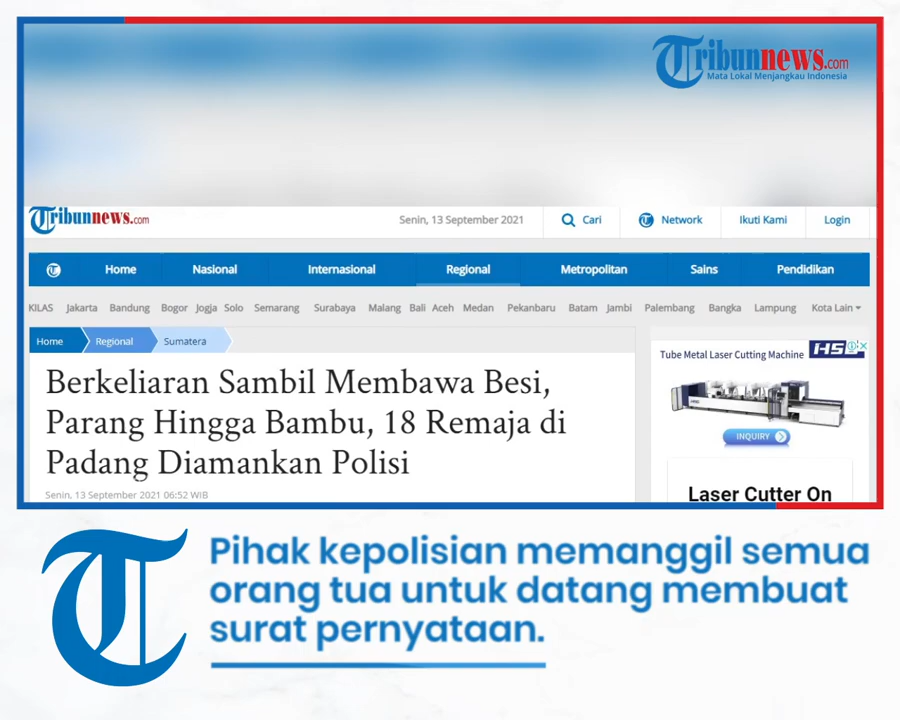 Tribunnews.com
Mata Lokal Menjangkau Indonesia
Tribunnews.com
Senin, 13 September 2021 Cari Network Ikuti Kami Login
Home Nasional Internasional Regional Metropolitan Sains Pendidikan
KILAS Jakarta Bandung Bogor Jogja Solo Semarang Surabaya Malang Bali Aceh Medan Pekanbaru Batam Jambi Palembang Bangka Lampung Kota Lain
Home Regional Sumatera
Berkeliaran Sambil Membawa Besi,
Parang Hingga Bambu, 18 Remaja di
Padang Diamankan Polisi
Senin, 13 September 2021 06:52 WIB
Tube Metal Laser Cutting Machine HSG
INQUIRY
Laser Cutter On
Pihak kepolisian memanggil semua
orang tua untuk datang membuat
surat pernyataan.